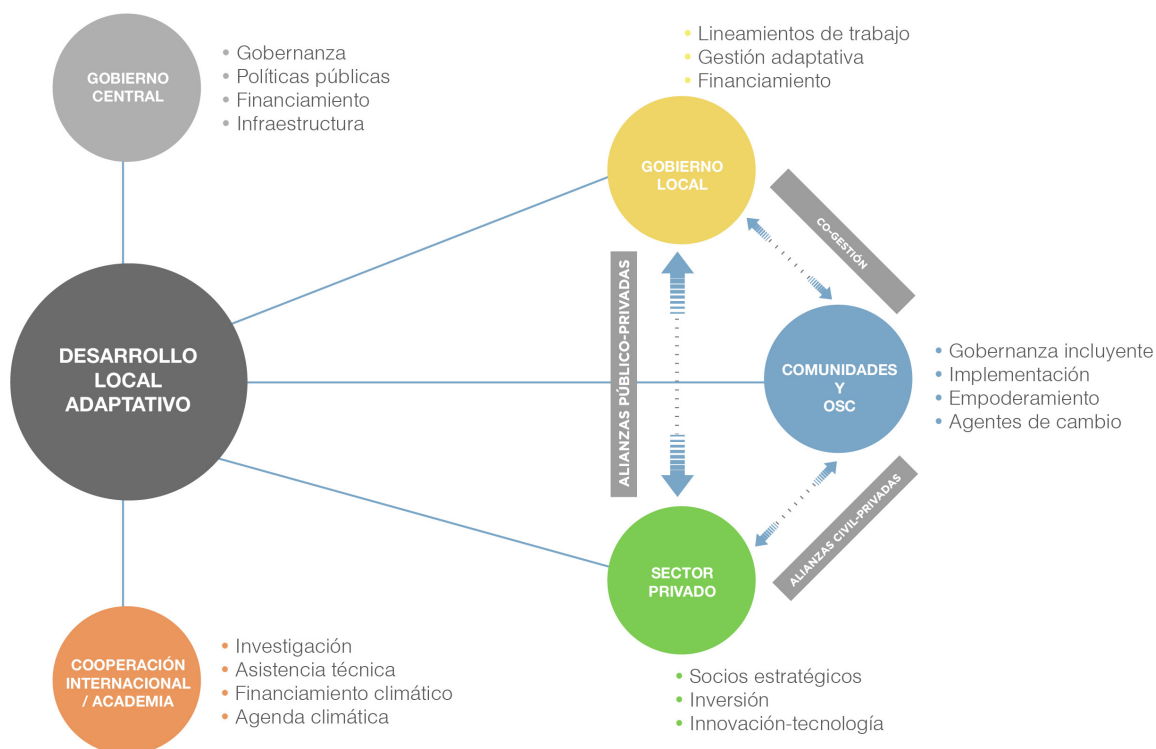 GOBIERNO
CENTRAL
Gobernanza
Políticas públicas
Financiamiento
Infraestructura
Lineamientos de trabajo
Gestión adaptativa
Financiamiento
GOBIERNO
LOCAL
CO-GESTIÓN
ALIANZAS PÚBLICO-PRIVADAS
DESARROLLO
LOCAL
ADAPTATIVO
COMUNIDADES
Y
OSC
Gobernanza incluyente
Implementación
Empoderamiento
Agentes de cambio
ALIANZAS CIVIL-PRIVADAS
SECTOR
PRIVADO
COOPERACIÓN
INTERNACIONAL
/ ACADEMIA
Investigación
Asistencia técnica
Financiamiento climático
Agenda climática
Socios estratégicos
Inversión
Innovación-tecnología